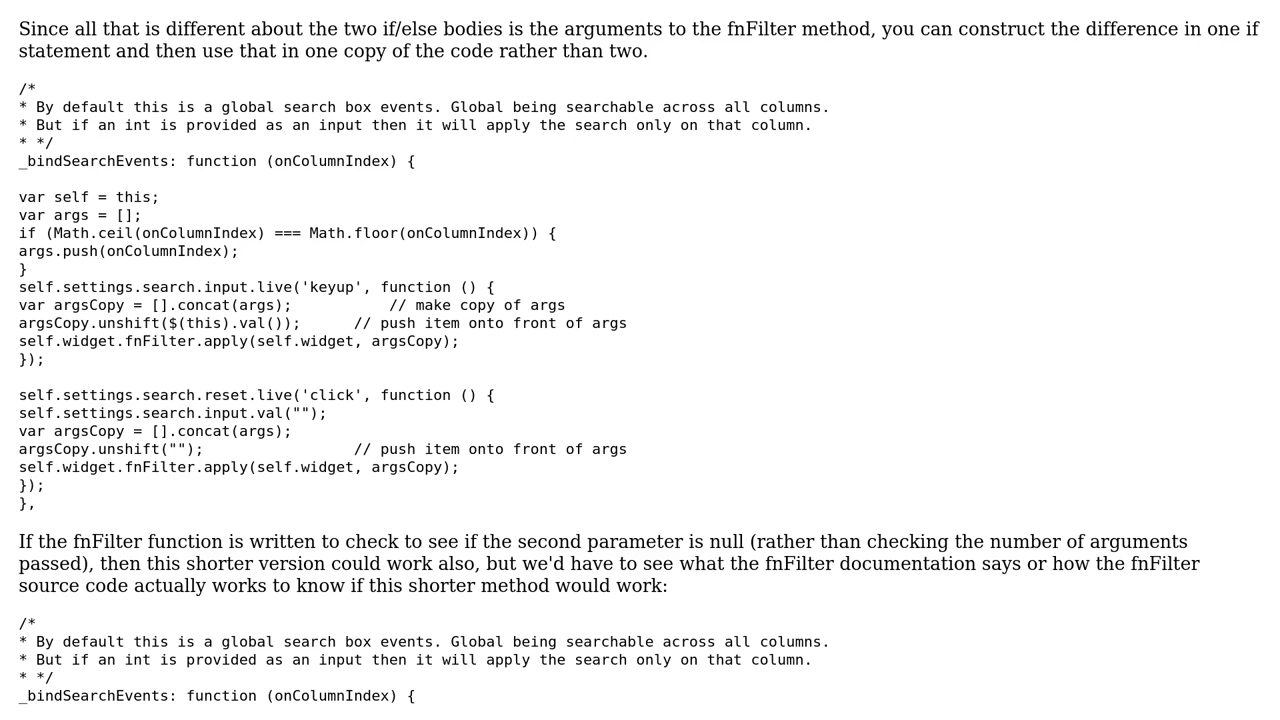 Since all that is different about the two if/else bodies is the arguments to the fnFilter method, you can construct the difference in one if
statement and then use that in one copy of the code rather than two.
/*
* By default this is a global search box events. Global being searchable across all columns.
* But if an int is provided as an input then it will apply the search only on that column.
* */
_bindSearchEvents: function (onColumnIndex) {
var self = this;
var args = [];
if (Math.ceil(onColumnIndex) === Math.floor(onColumnIndex)) {
args.push(onColumnIndex);
}
self.settings.search.input.live('keyup', function () {
var argsCopy = [].concat(args);           // make copy of args
argsCopy.unshift($(this).val());      // push item onto front of args
self.widget.fnFilter.apply(self.widget, argsCopy);
});
self.settings.search.reset.live('click', function () {
self.settings.search.input.val("");
var argsCopy = [].concat(args);
argsCopy.unshift("");                 // push item onto front of args
self.widget.fnFilter.apply(self.widget, argsCopy);
});
},
If the fnFilter function is written to check to see if the second parameter is null (rather than checking the number of arguments
passed), then this shorter version could work also, but we'd have to see what the fnFilter documentation says or how the fnFilter
source code actually works to know if this shorter method would work:
/*
* By default this is a global search box events. Global being searchable across all columns.
* But if an int is provided as an input then it will apply the search only on that column.
* */
_bindSearchEvents: function (onColumnIndex) {